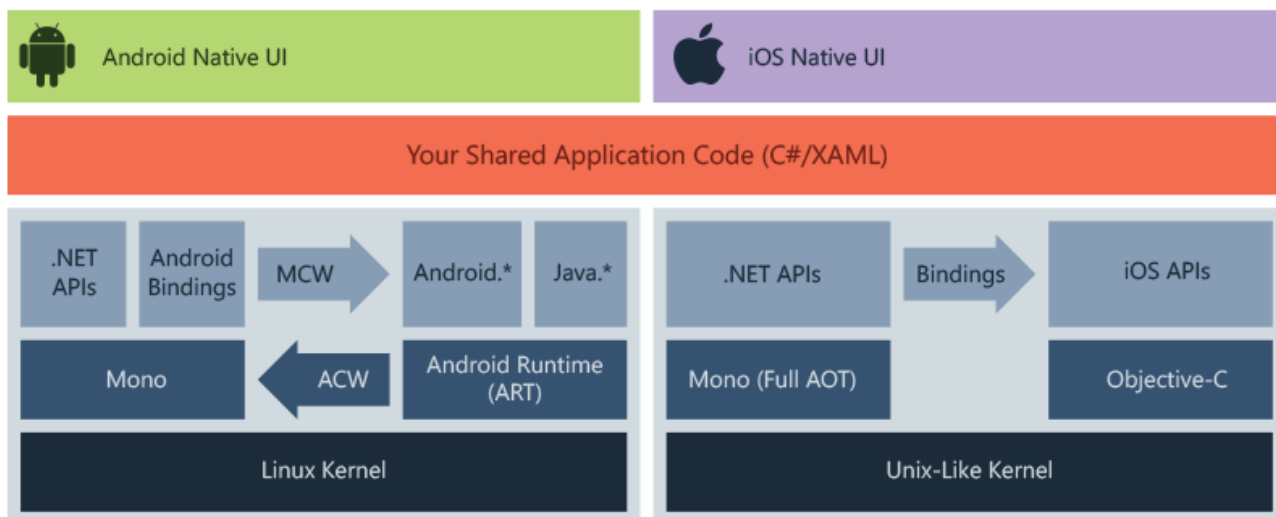 Android Native UI
iOS Native UI
Your Shared Application Code (C#/XAML)
.NET
APIs
Android
Bindings
MCW
Android.*
Java.*
.NET APIs
Bindings
iOS APIs
Mono
ACW
Android Runtime
(ART)
Mono (Full AOT)
Objective-C
Linux Kernel
Unix-Like Kernel